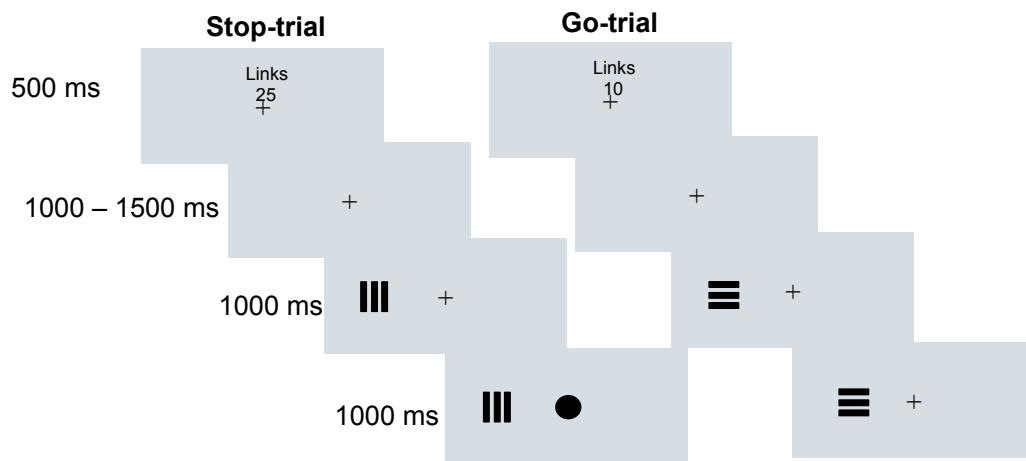 Stop-trial
Go-trial
500 ms
Links
25
Links
10
1000 – 1500 ms
1000 ms
1000 ms